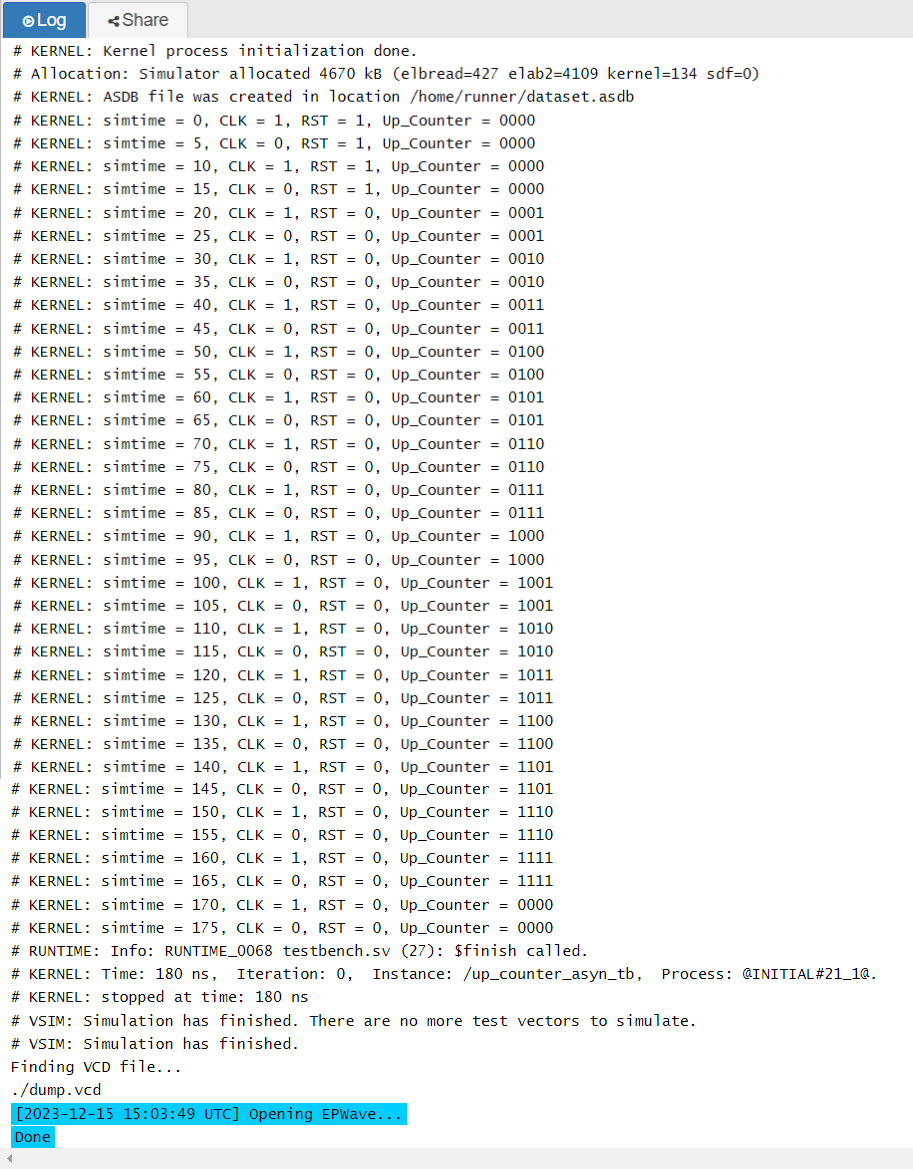 Log
Share
# KERNEL: Kernel process initialization done.
# Allocation: Simulator allocated 4670 kB (elbread=427 elab2=4109 kernel=134 sdf=0)
# KERNEL: ASDB file was created in location /home/runner/dataset.asdb
# KERNEL: simtime = 0, CLK = 1, RST = 1, Up_Counter = 0000
# KERNEL: simtime = 5, CLK = 0, RST = 1, Up_Counter = 0000
# KERNEL: simtime = 10, CLK = 1, RST = 1, Up_Counter = 0000
# KERNEL: simtime = 15, CLK = 0, RST = 1, Up_Counter = 0000
# KERNEL: simtime = 20, CLK = 1, RST = 0, Up_Counter = 0001
# KERNEL: simtime = 25, CLK = 0, RST = 0, Up_Counter = 0001
# KERNEL: simtime = 30, CLK = 1, RST = 0, Up_Counter = 0010
# KERNEL: simtime = 35, CLK = 0, RST = 0, Up_Counter = 0010
# KERNEL: simtime = 40, CLK = 1, RST = 0, Up_Counter = 0011
# KERNEL: simtime = 45, CLK = 0, RST = 0, Up_Counter = 0011
# KERNEL: simtime = 50, CLK = 1, RST = 0, Up_Counter = 0100
# KERNEL: simtime = 55, CLK = 0, RST = 0, Up_Counter = 0100
# KERNEL: simtime = 60, CLK = 1, RST = 0, Up_Counter = 0101
# KERNEL: simtime = 65, CLK = 0, RST = 0, Up_Counter = 0101
# KERNEL: simtime = 70, CLK = 1, RST = 0, Up_Counter = 0110
# KERNEL: simtime = 75, CLK = 0, RST = 0, Up_Counter = 0110
# KERNEL: simtime = 80, CLK = 1, RST = 0, Up_Counter = 0111
# KERNEL: simtime = 85, CLK = 0, RST = 0, Up_Counter = 0111
# KERNEL: simtime = 90, CLK = 1, RST = 0, Up_Counter = 1000
# KERNEL: simtime = 95, CLK = 0, RST = 0, Up_Counter = 1000
# KERNEL: simtime = 100, CLK = 1, RST = 0, Up_Counter = 1001
# KERNEL: simtime = 105, CLK = 0, RST = 0, Up_Counter = 1001
# KERNEL: simtime = 110, CLK = 1, RST = 0, Up_Counter = 1010
# KERNEL: simtime = 115, CLK = 0, RST = 0, Up_Counter = 1010
# KERNEL: simtime = 120, CLK = 1, RST = 0, Up_Counter = 1011
# KERNEL: simtime = 125, CLK = 0, RST = 0, Up_Counter = 1011
# KERNEL: simtime = 130, CLK = 1, RST = 0, Up_Counter = 1100
# KERNEL: simtime = 135, CLK = 0, RST = 0, Up_Counter = 1100
# KERNEL: simtime = 140, CLK = 1, RST = 0, Up_Counter = 1101
# KERNEL: simtime = 145, CLK = 0, RST = 0, Up_Counter = 1101
# KERNEL: simtime = 150, CLK = 1, RST = 0, Up_Counter = 1110
# KERNEL: simtime = 155, CLK = 0, RST = 0, Up_Counter = 1110
# KERNEL: simtime = 160, CLK = 1, RST = 0, Up_Counter = 1111
# KERNEL: simtime = 165, CLK = 0, RST = 0, Up_Counter = 1111
# KERNEL: simtime = 170, CLK = 1, RST = 0, Up_Counter = 0000
# KERNEL: simtime = 175, CLK = 0, RST = 0, Up_Counter = 0000
# RUNTIME: Info: RUNTIME_0068 testbench.sv (27): $finish called.
# KERNEL: Time: 180 ns,  Iteration: 0,  Instance: /up_counter_asyn_tb,  Process: @INITIAL#21_1@.
# KERNEL: stopped at time: 180 ns
# VSIM: Simulation has finished. There are no more test vectors to simulate.
# VSIM: Simulation has finished.
Finding VCD file...
./dump.vcd
[2023-12-15 15:03:49 UTC] Opening EPWave...
Done